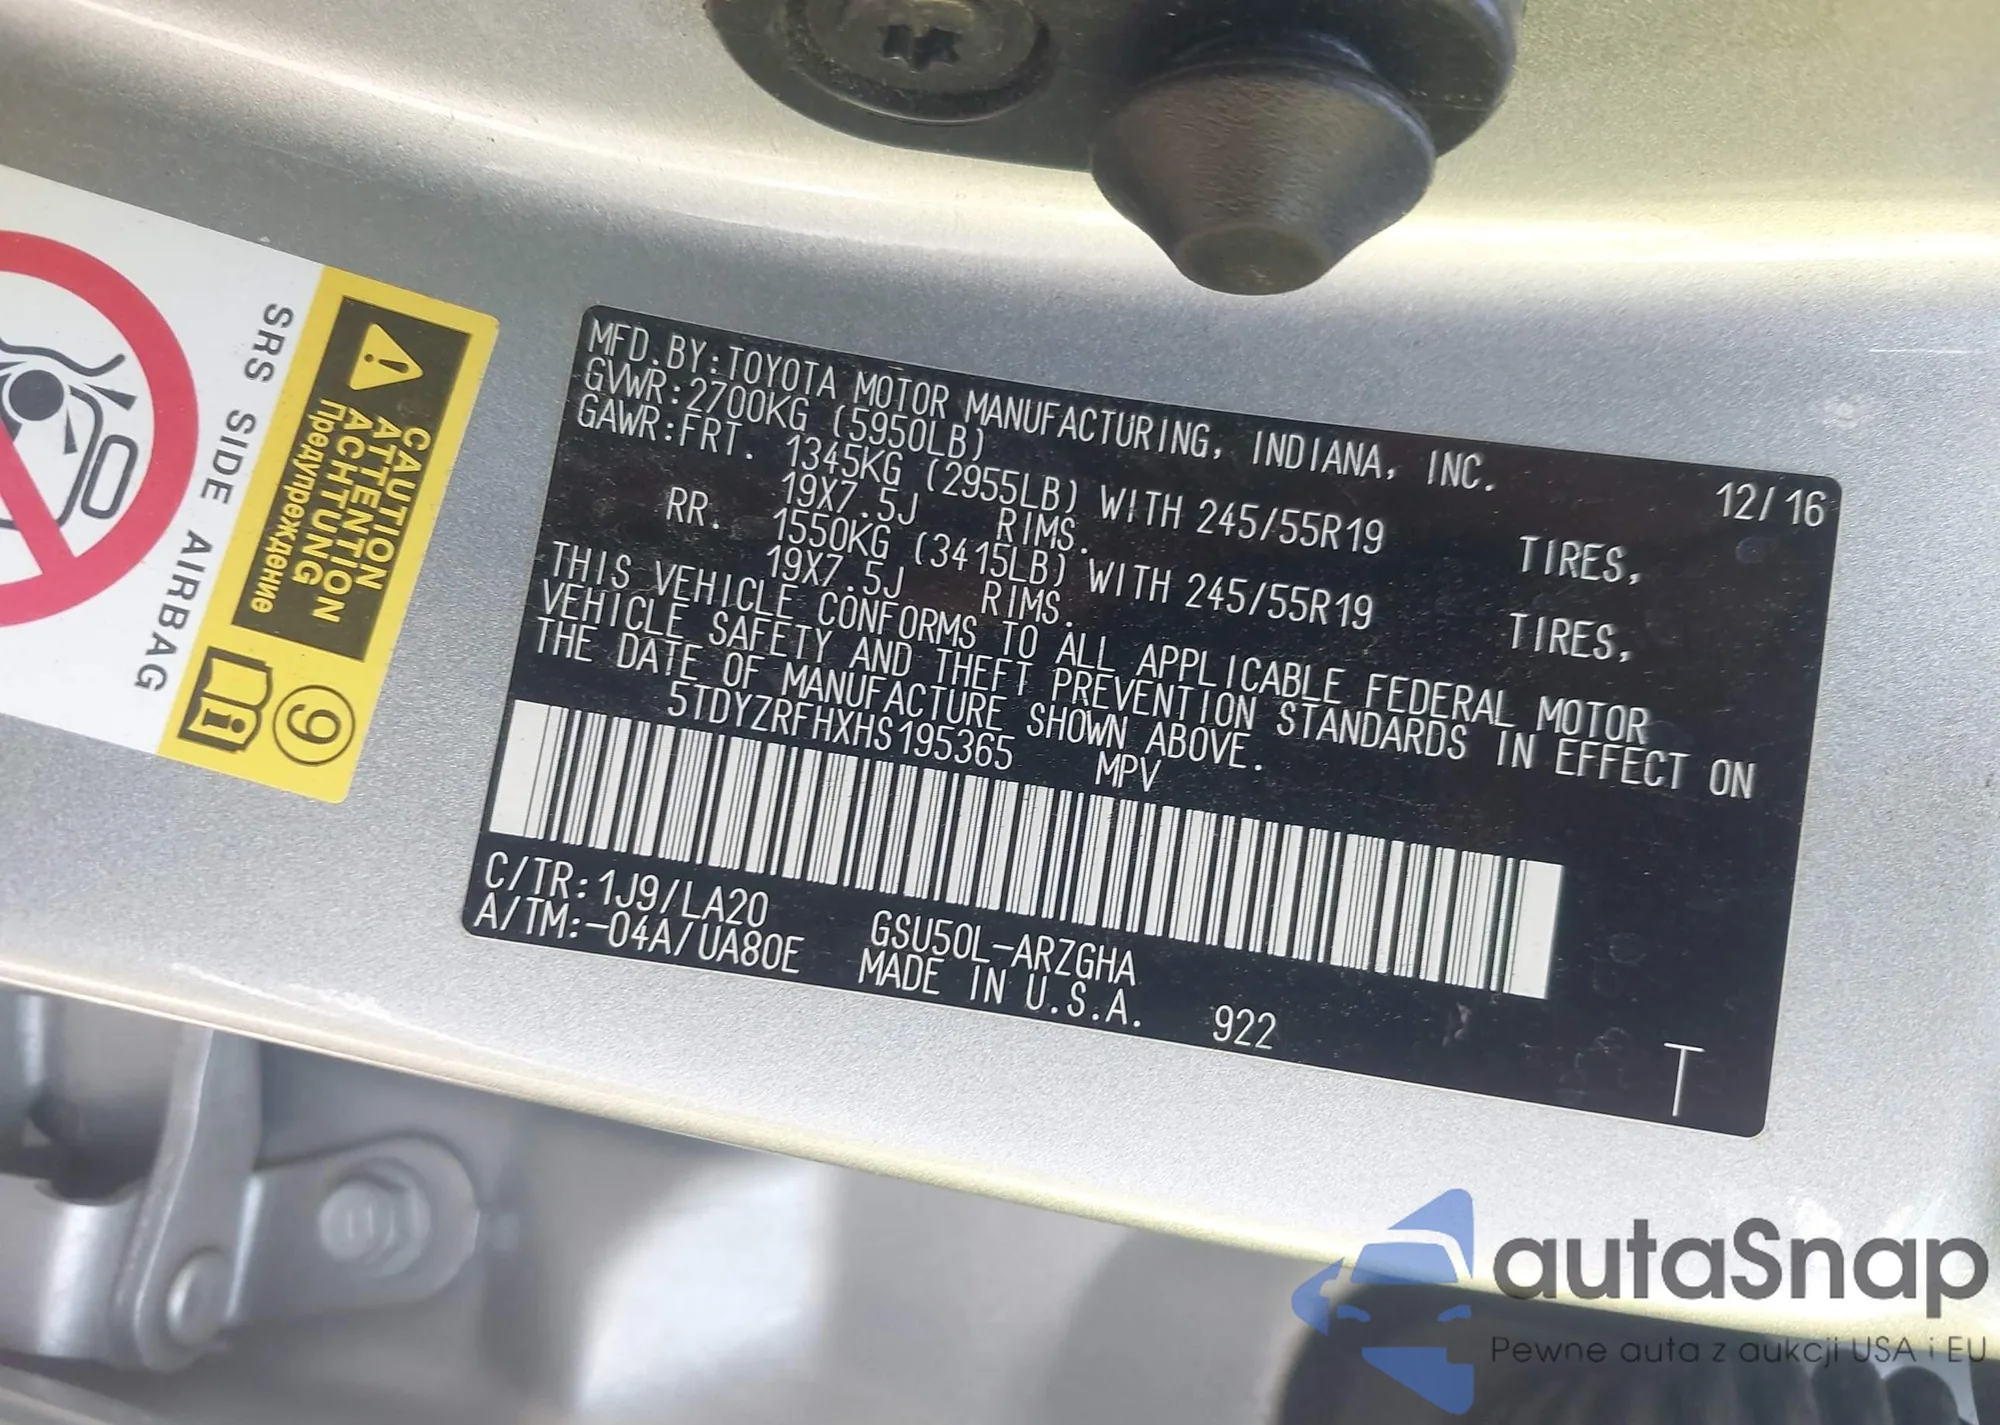 MFD.BY:TOYOTA MOTOR MANUFACTURING, INDIANA, INC. 12/16
GVWR:2700KG (5950LB)
GAWR:FRT. 1345KG (2955LB) WITH 245/55R19 TIRES,
19X7.5J RIMS.
RR. 1550KG (3415LB) WITH 245/55R19 TIRES,
19X7.5J RIMS.
THIS VEHICLE CONFORMS TO ALL APPLICABLE FEDERAL MOTOR
VEHICLE SAFETY AND THEFT PREVENTION STANDARDS IN EFFECT ON
THE DATE OF MANUFACTURE SHOWN ABOVE.
5TDYZRFHXHS195365 MPV
C/TR:1J9/LA20 GSU50L-ARZGHA
A/TM:-04A/UA80E MADE IN U.S.A. 922
T
SRS SIDE AIRBAG
CAUTION
ATTENTION
ACHTUNG
Предупреждение
9
autaSnap
Pewne auta z aukcji USA i EU